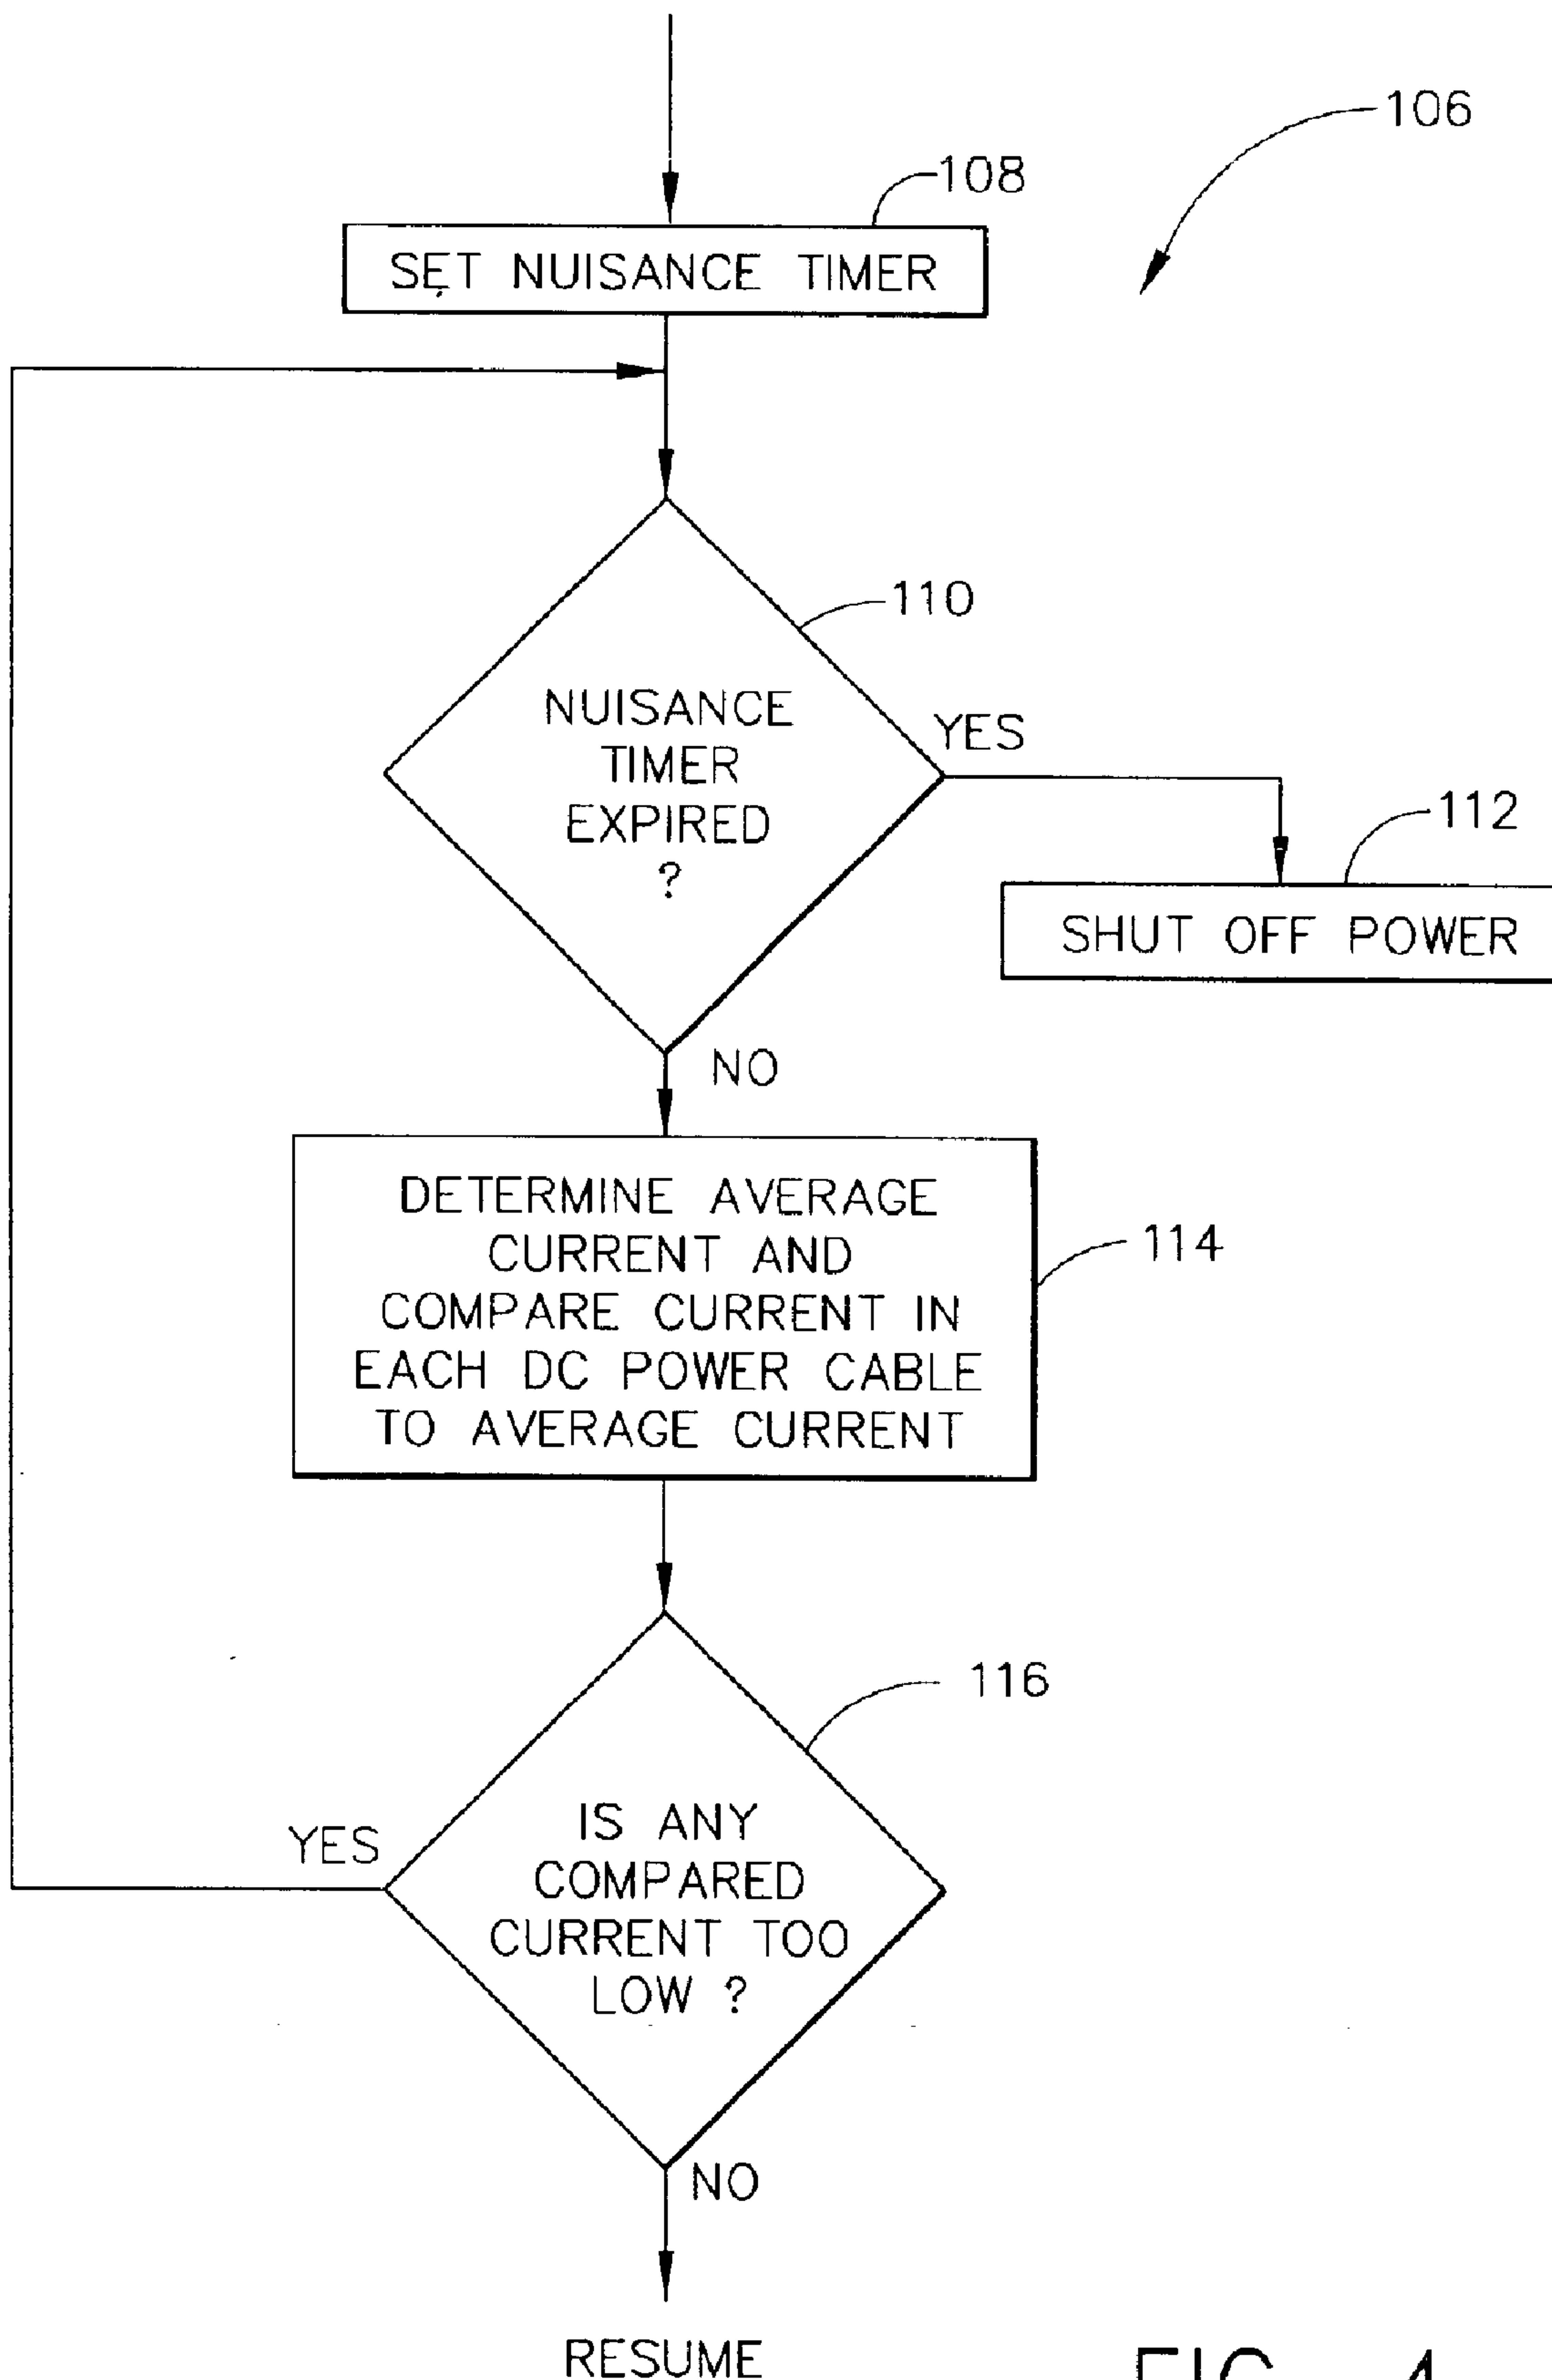 106
108
SET NUISANCE TIMER
110
NUISANCE
TIMER
EXPIRED
?
YES
112
SHUT OFF POWER
NO
DETERMINE AVERAGE
CURRENT AND
COMPARE CURRENT IN
EACH DC POWER CABLE
TO AVERAGE CURRENT
114
116
IS ANY
COMPARED
CURRENT TOO
LOW ?
YES
NO
RESUME
FIG. 4